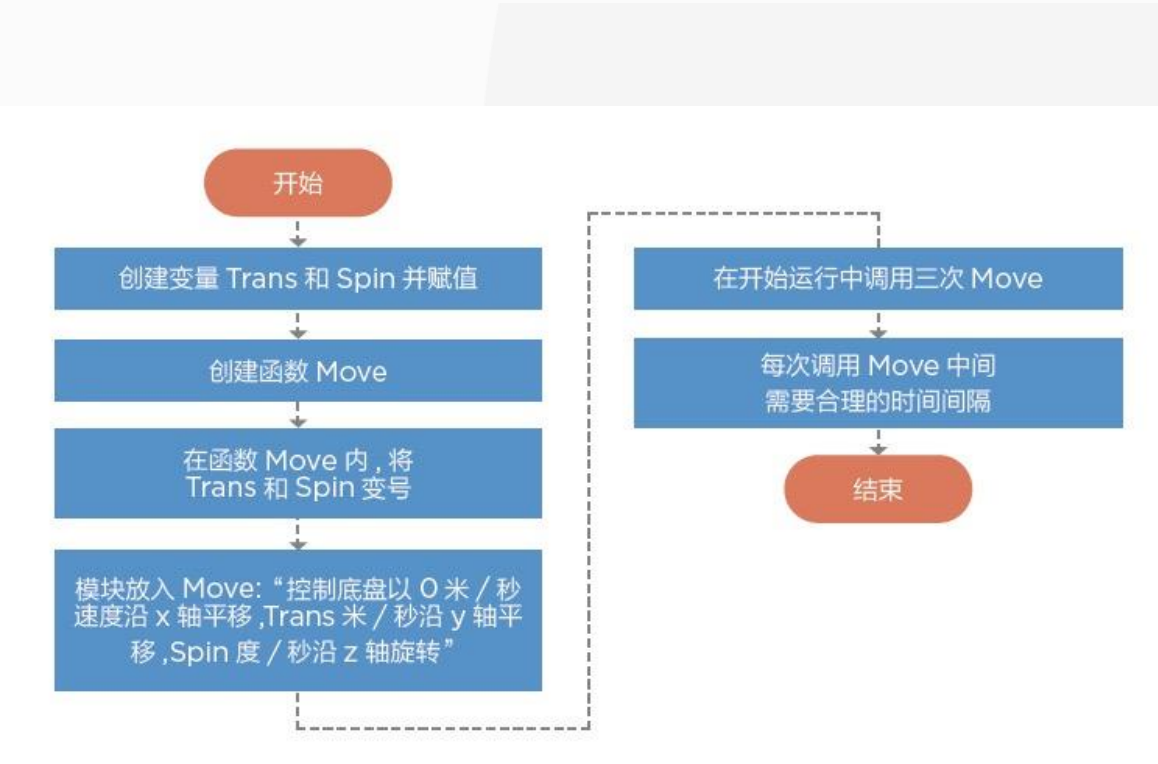 开始
创建变量 Trans 和 Spin 并赋值
创建函数 Move
在函数 Move 内 , 将
Trans 和 Spin 变号
模块放入 Move: “控制底盘以 0 米 / 秒
速度沿 x 轴平移 ,Trans 米 / 秒沿 y 轴平
移 ,Spin 度 / 秒沿 z 轴旋转”
在开始运行中调用三次 Move
每次调用 Move 中间
需要合理的时间间隔
结束